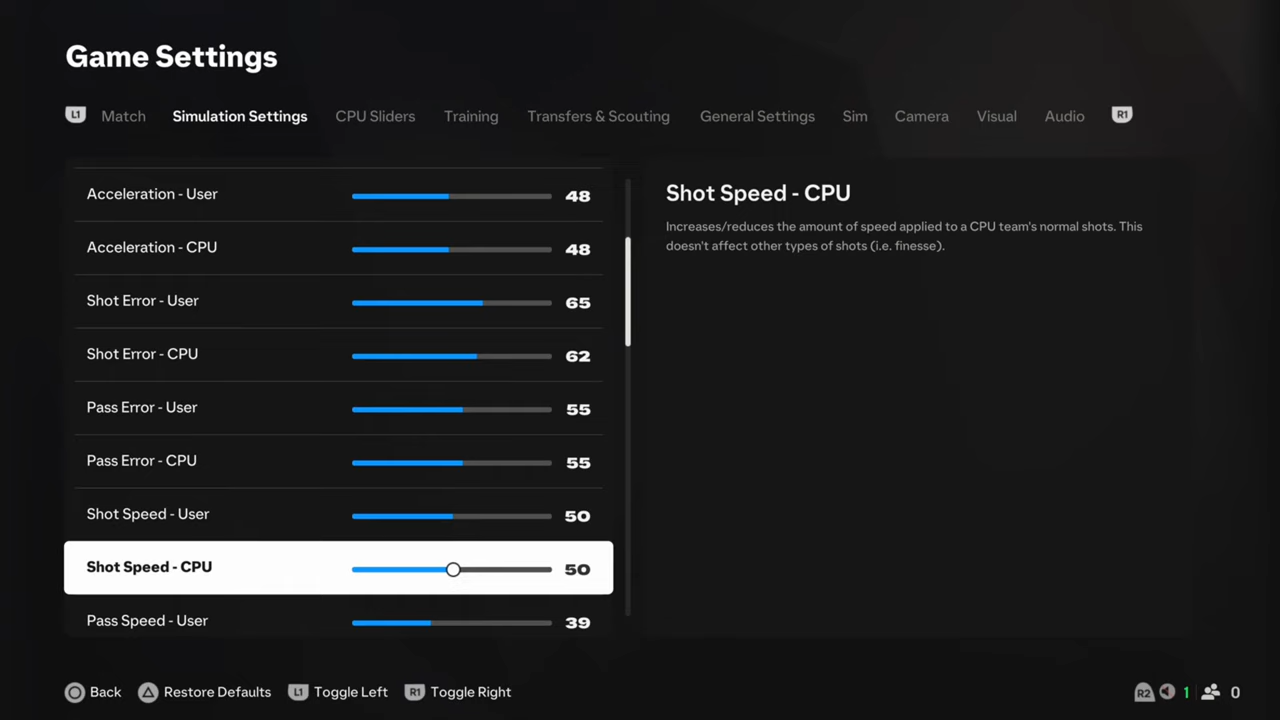 Game Settings
L1 Match Simulation Settings CPU Sliders Training Transfers & Scouting General Settings Sim Camera Visual Audio R1
Acceleration - User 48
Acceleration - CPU 48
Shot Error - User 65
Shot Error - CPU 62
Pass Error - User 55
Pass Error - CPU 55
Shot Speed - User 50
Shot Speed - CPU 50
Pass Speed - User 39
Shot Speed - CPU
Increases/reduces the amount of speed applied to a CPU team's normal shots. This
doesn't affect other types of shots (i.e. finesse).
Back Restore Defaults L1 Toggle Left R1 Toggle Right R2 1 0